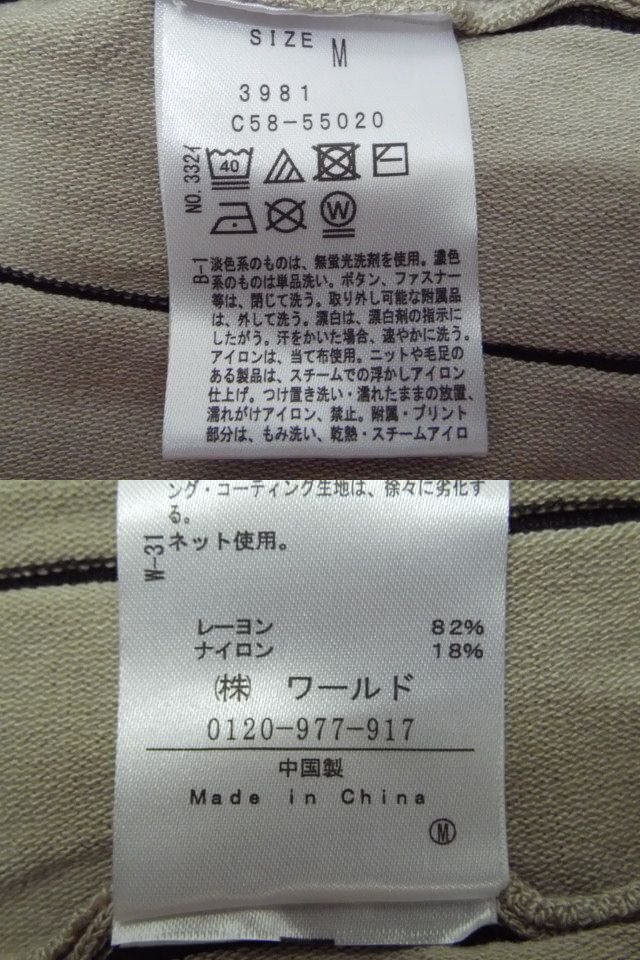 SIZE M
3981
C58-55020
NO.3324
40
W
B-1
淡色系のものは、無蛍光洗剤を使用。濃色
系のものは単品洗い。ボタン、ファスナー
等は、閉じて洗う。取り外し可能な附属品
は、外して洗う。漂白は、漂白剤の指示に
したがう。汗をかいた場合、速やかに洗う。
アイロンは、当て布使用。ニットや毛足の
ある製品は、スチームでの浮かしアイロン
仕上げ。つけ置き洗い・濡れたままの放置、
濡れがけアイロン、禁止。附属・プリント
部分は、もみ洗い、乾熱・スチームアイロ
ング・コーティング生地は、徐々に劣化す
る。
W-31
ネット使用。
レーヨン 82%
ナイロン 18%
㈱ ワールド
0120-977-917
中国製
Made in China
Ⓜ